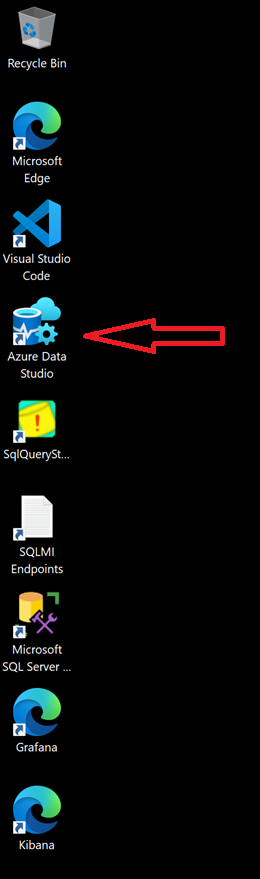 Recycle Bin
Microsoft
Edge
Visual Studio
Code
Azure Data
Studio
SqlQuerySt...
SQLMI
Endpoints
Microsoft
SQL Server ...
Grafana
Kibana